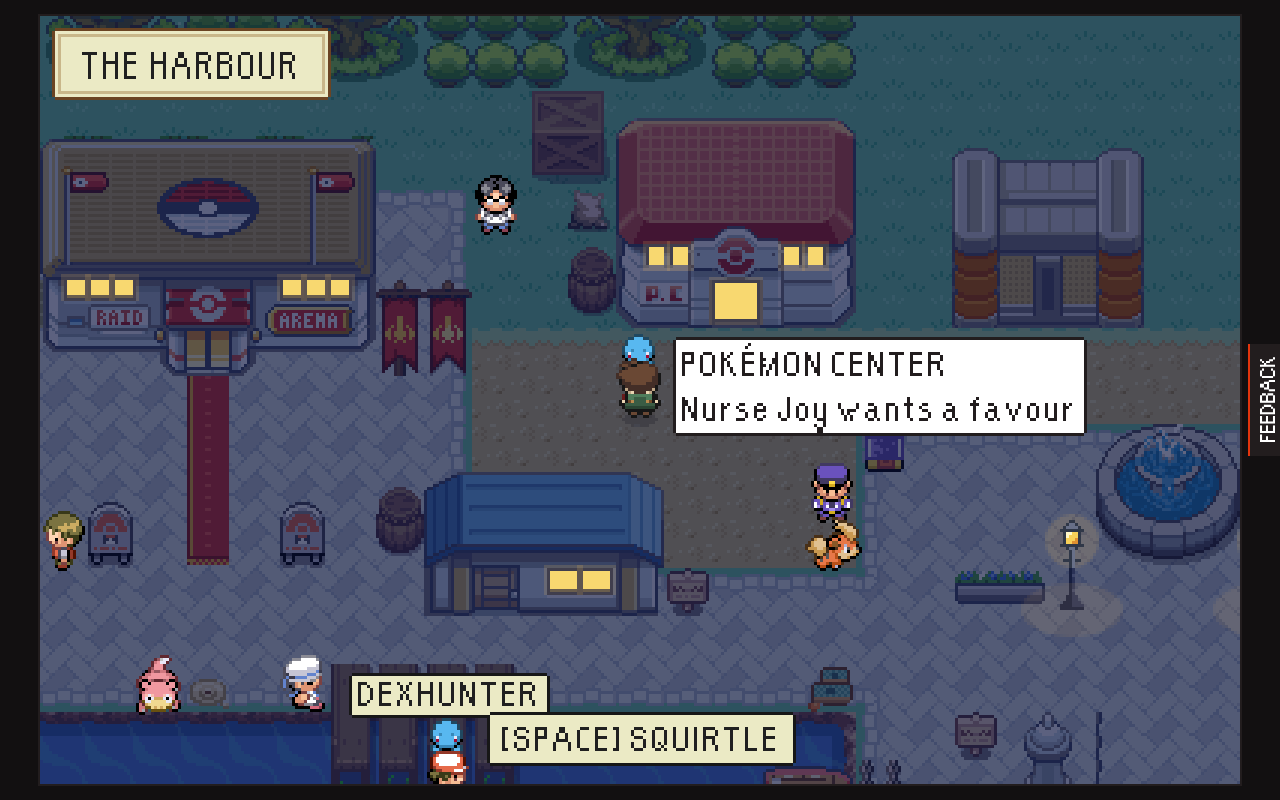 THE HARBOUR
RAID
ARENA
P.C
POKÉMON CENTER
Nurse Joy wants a favour
FEEDBACK
DEXHUNTER
[SPACE] SQUIRTLE